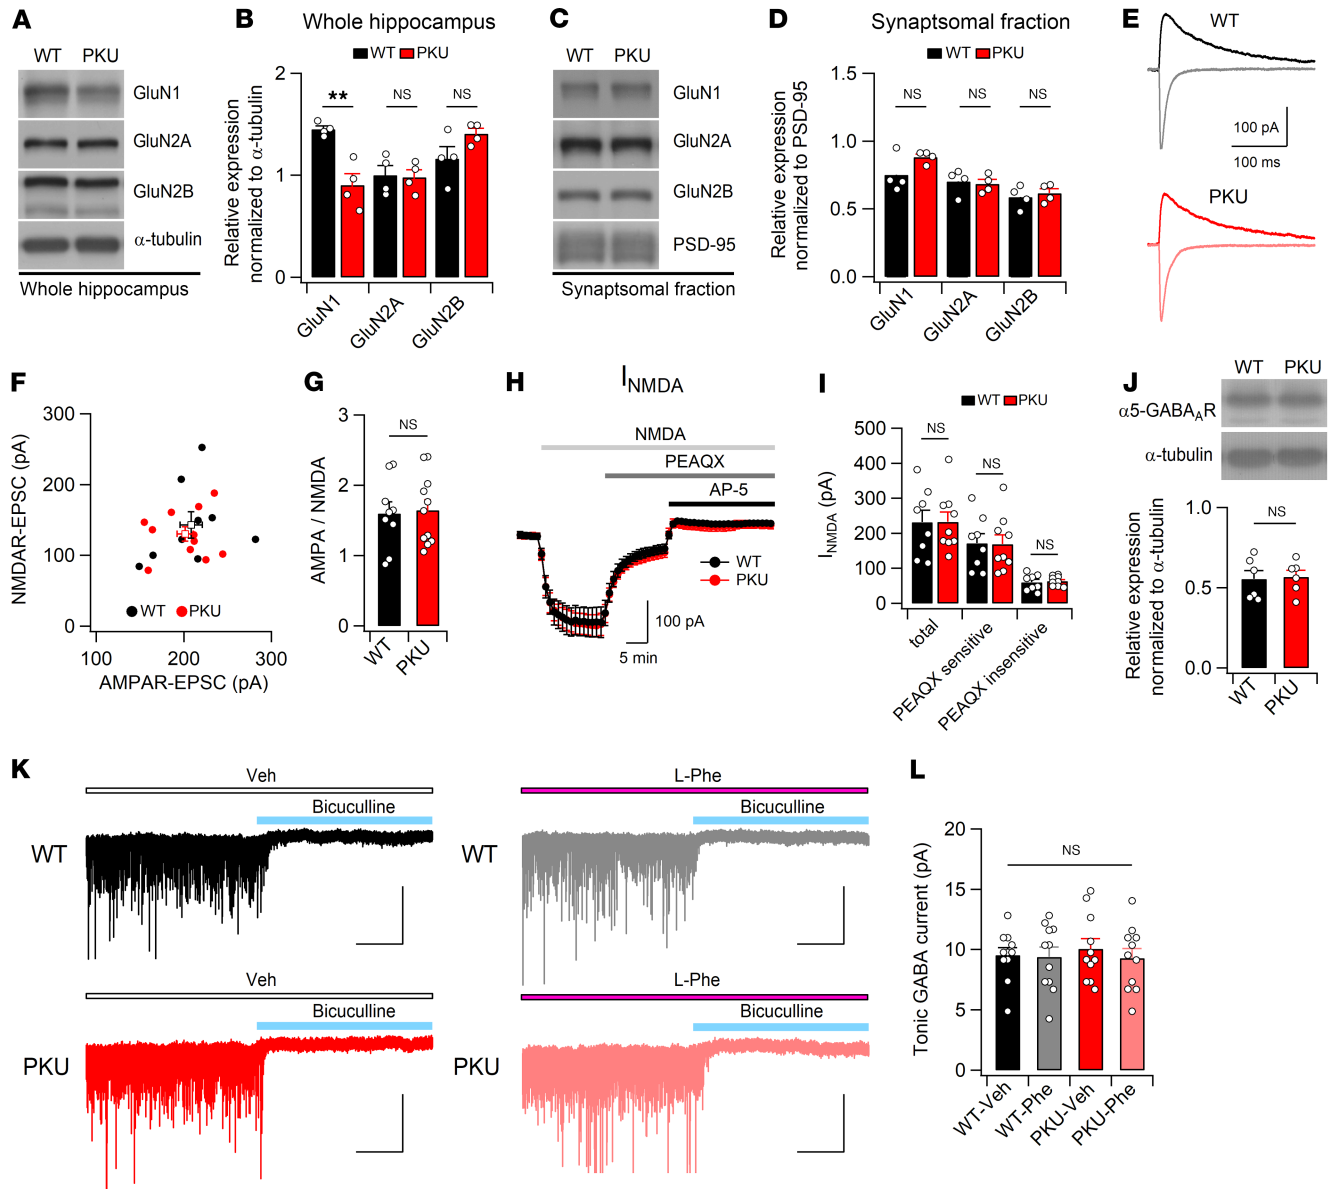 A
WT PKU
GluN1
GluN2A
GluN2B
α-tubulin
Whole hippocampus
B
Whole hippocampus
WT PKU
Relative expression
normalized to α-tubulin
2
1
0
** NS NS
GluN1 GluN2A GluN2B
C
WT PKU
GluN1
GluN2A
GluN2B
PSD-95
Synaptsomal fraction
D
Synaptsomal fraction
WT PKU
Relative expression
normalized to PSD-95
1.5
1.0
0.5
0.0
NS NS NS
GluN1 GluN2A GluN2B
E
WT
100 pA
100 ms
PKU
F
NMDAR-EPSC (pA)
300
200
100
0
WT PKU
100 200 300
AMPAR-EPSC (pA)
G
AMPA / NMDA
3
2
1
0
NS
WT PKU
H
INMDA
NMDA
PEAQX
AP-5
WT
PKU
100 pA
5 min
I
WT PKU
INMDA (pA)
500
400
300
200
100
0
NS NS NS
total PEAQX sensitive PEAQX insensitive
J
WT PKU
α5-GABAAR
α-tubulin
Relative expression
normalized to α-tubulin
1.0
0.5
0.0
NS
WT PKU
K
Veh
Bicuculline
WT
L-Phe
Bicuculline
WT
Veh
Bicuculline
PKU
L-Phe
Bicuculline
PKU
L
Tonic GABA current (pA)
20
15
10
5
0
NS
WT-Veh WT-Phe PKU-Veh PKU-Phe